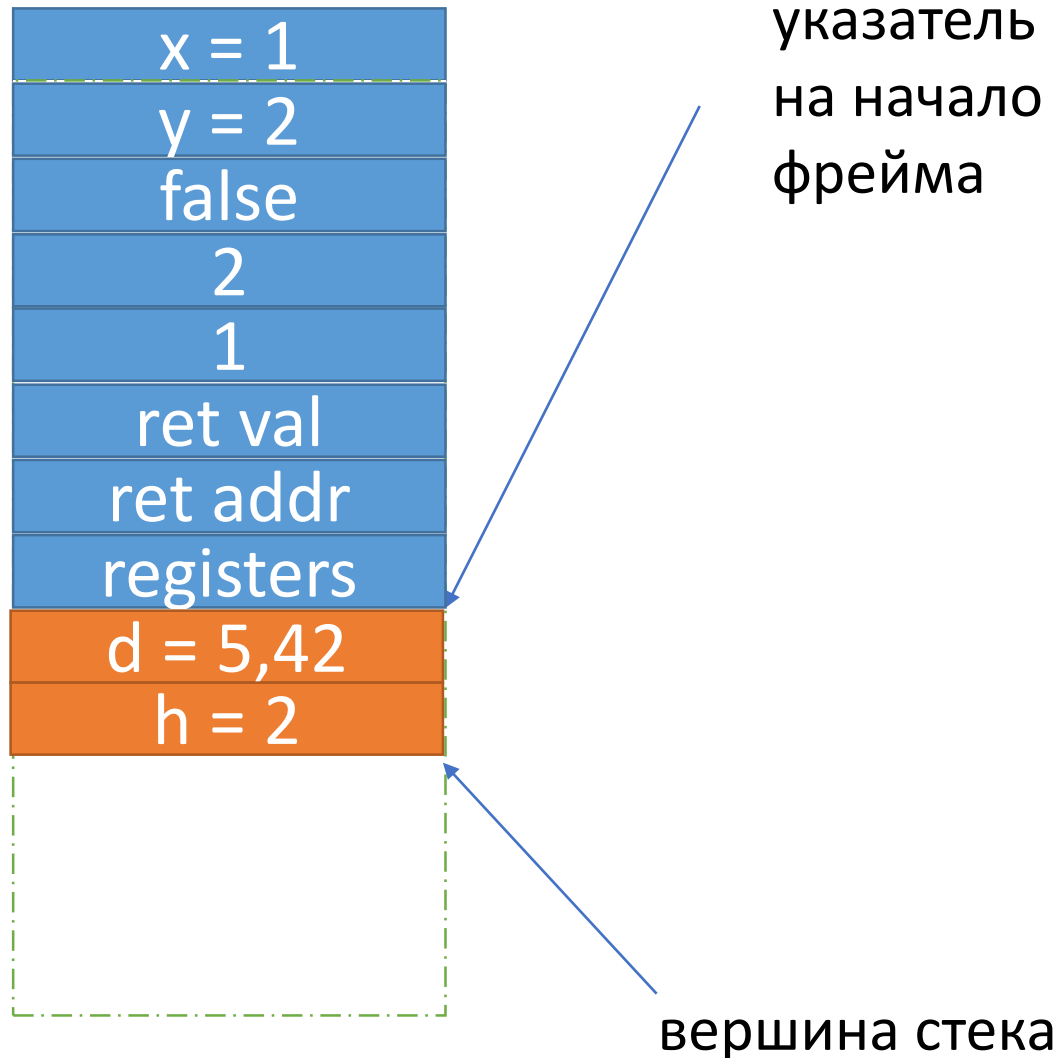 x = 1
y = 2
false
2
1
ret val
ret addr
registers
d = 5,42
h = 2
указатель
на начало
фрейма
вершина стека